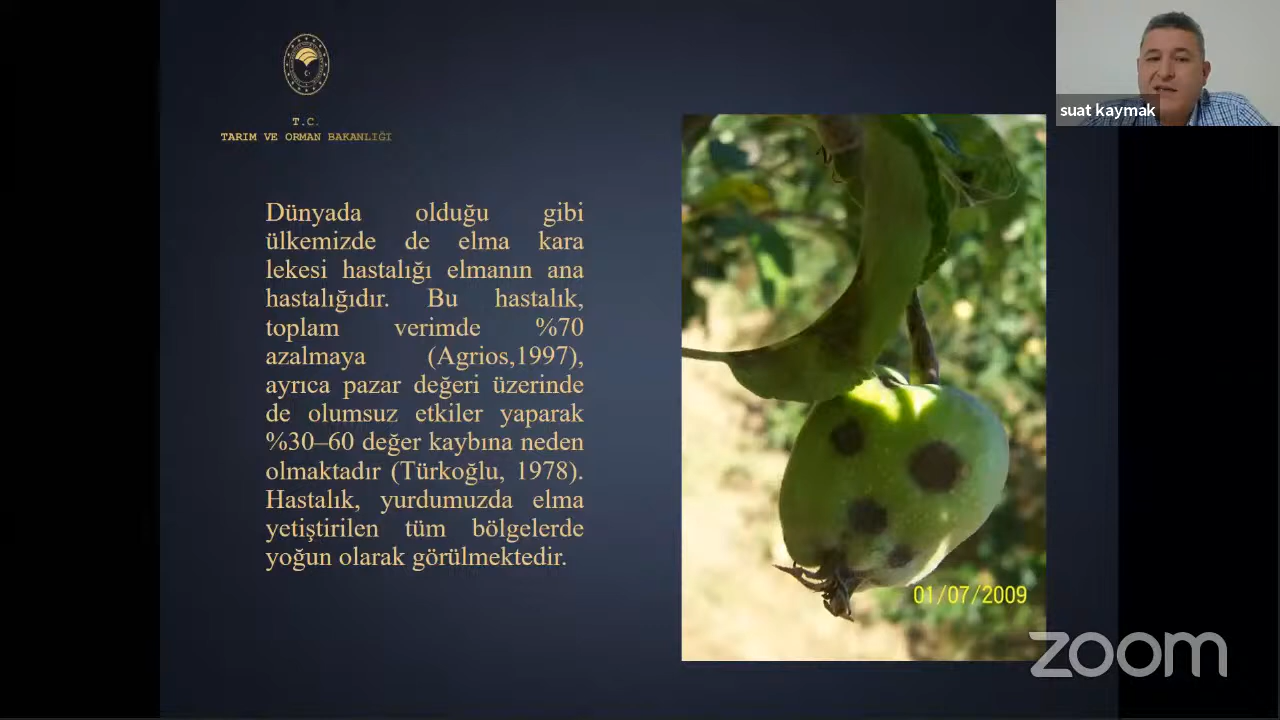 T.C.
TARIM VE ORMAN BAKANLIĞI
Dünyada olduğu gibi
ülkemizde de elma kara
lekesi hastalığı elmanın ana
hastalığıdır. Bu hastalık,
toplam verimde %70
azalmaya (Agrios,1997),
ayrıca pazar değeri üzerinde
de olumsuz etkiler yaparak
%30–60 değer kaybına neden
olmaktadır (Türkoğlu, 1978).
Hastalık, yurdumuzda elma
yetiştirilen tüm bölgelerde
yoğun olarak görülmektedir.
01/07/2009
suat kaymak
zoom